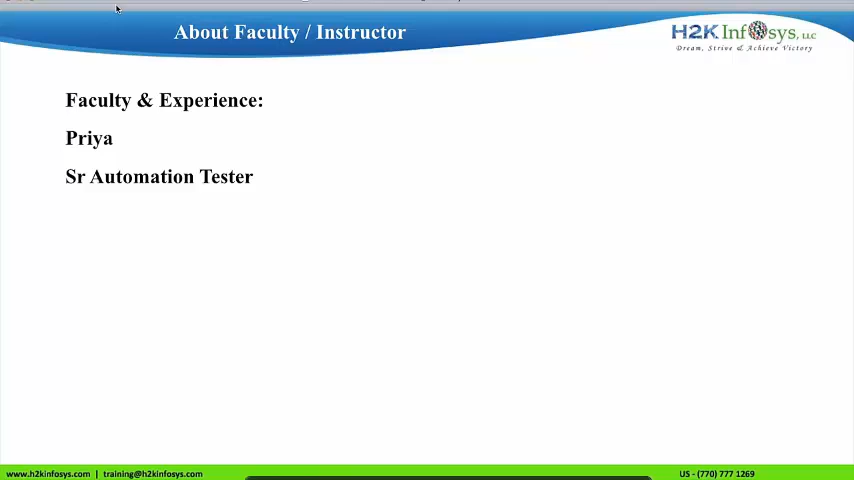 About Faculty / Instructor
H2K Infosys, LLC
Dream, Strive & Achieve Victory
Faculty & Experience:
Priya
Sr Automation Tester
www.h2kinfosys.com | training@h2kinfosys.com
US - (770) 777 1269